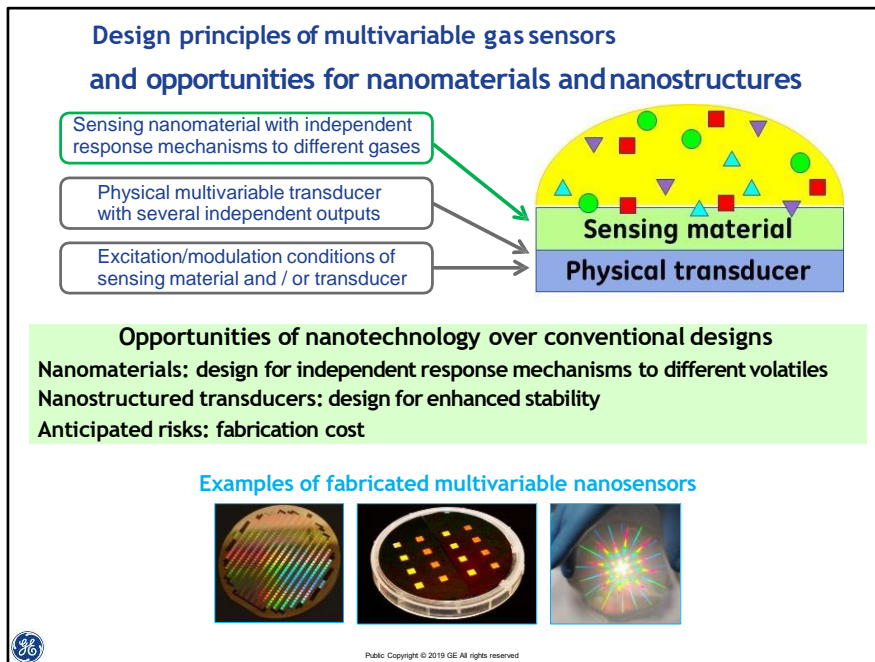 Design principles of multivariable gas sensors
and opportunities for nanomaterials and nanostructures
Sensing nanomaterial with independent
response mechanisms to different gases
Physical multivariable transducer
with several independent outputs
Excitation/modulation conditions of
sensing material and / or transducer
Sensing material
Physical transducer
Opportunities of nanotechnology over conventional designs
Nanomaterials: design for independent response mechanisms to different volatiles
Nanostructured transducers: design for enhanced stability
Anticipated risks: fabrication cost
Examples of fabricated multivariable nanosensors
GE
Public Copyright © 2019 GE All rights reserved